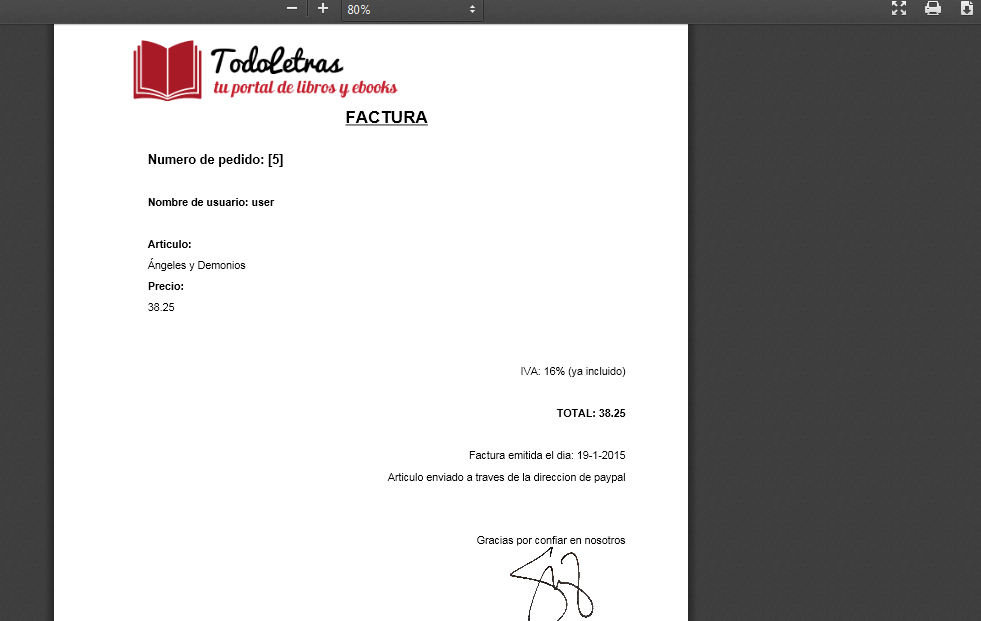 80%
TodoLetras
tu portal de libros y ebooks
FACTURA
Numero de pedido: [5]
Nombre de usuario: user
Articulo:
Ángeles y Demonios
Precio:
38.25
IVA: 16% (ya incluido)
TOTAL: 38.25
Factura emitida el dia: 19-1-2015
Articulo enviado a traves de la direccion de paypal
Gracias por confiar en nosotros